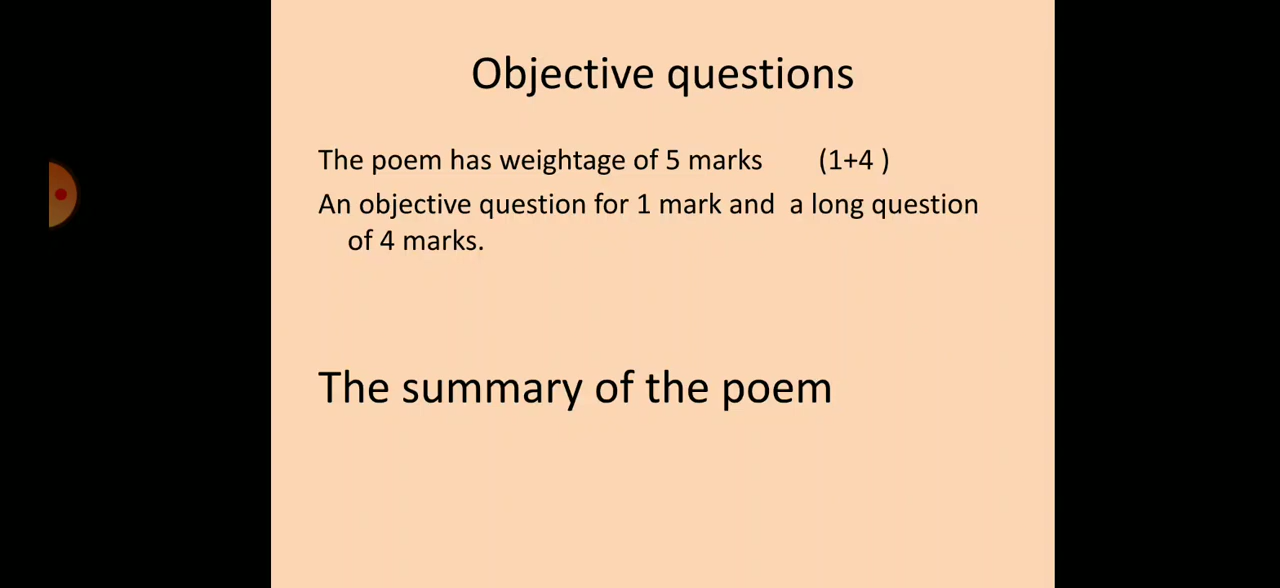 Objective questions
The poem has weightage of 5 marks (1+4 )
An objective question for 1 mark and a long question
of 4 marks.
The summary of the poem